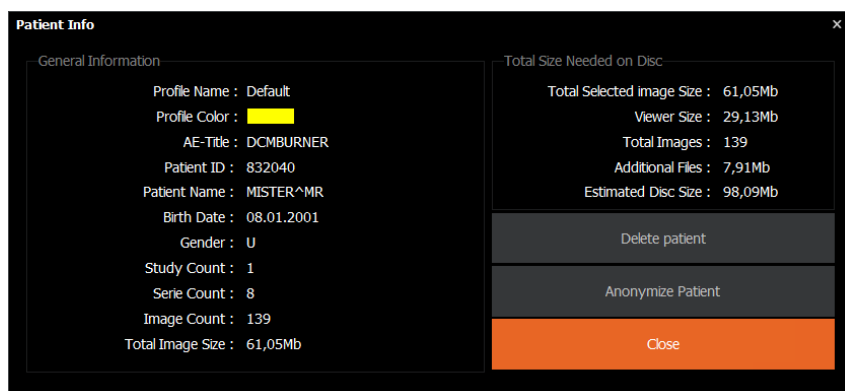 Patient Info
×
General Information
Profile Name : Default
Profile Color :
AE-Title : DCMBURNER
Patient ID : 832040
Patient Name : MISTER^MR
Birth Date : 08.01.2001
Gender : U
Study Count : 1
Serie Count : 8
Image Count : 139
Total Image Size : 61,05Mb
Total Size Needed on Disc
Total Selected image Size : 61,05Mb
Viewer Size : 29,13Mb
Total Images : 139
Additional Files : 7,91Mb
Estimated Disc Size : 98,09Mb
Delete patient
Anonymize Patient
Close